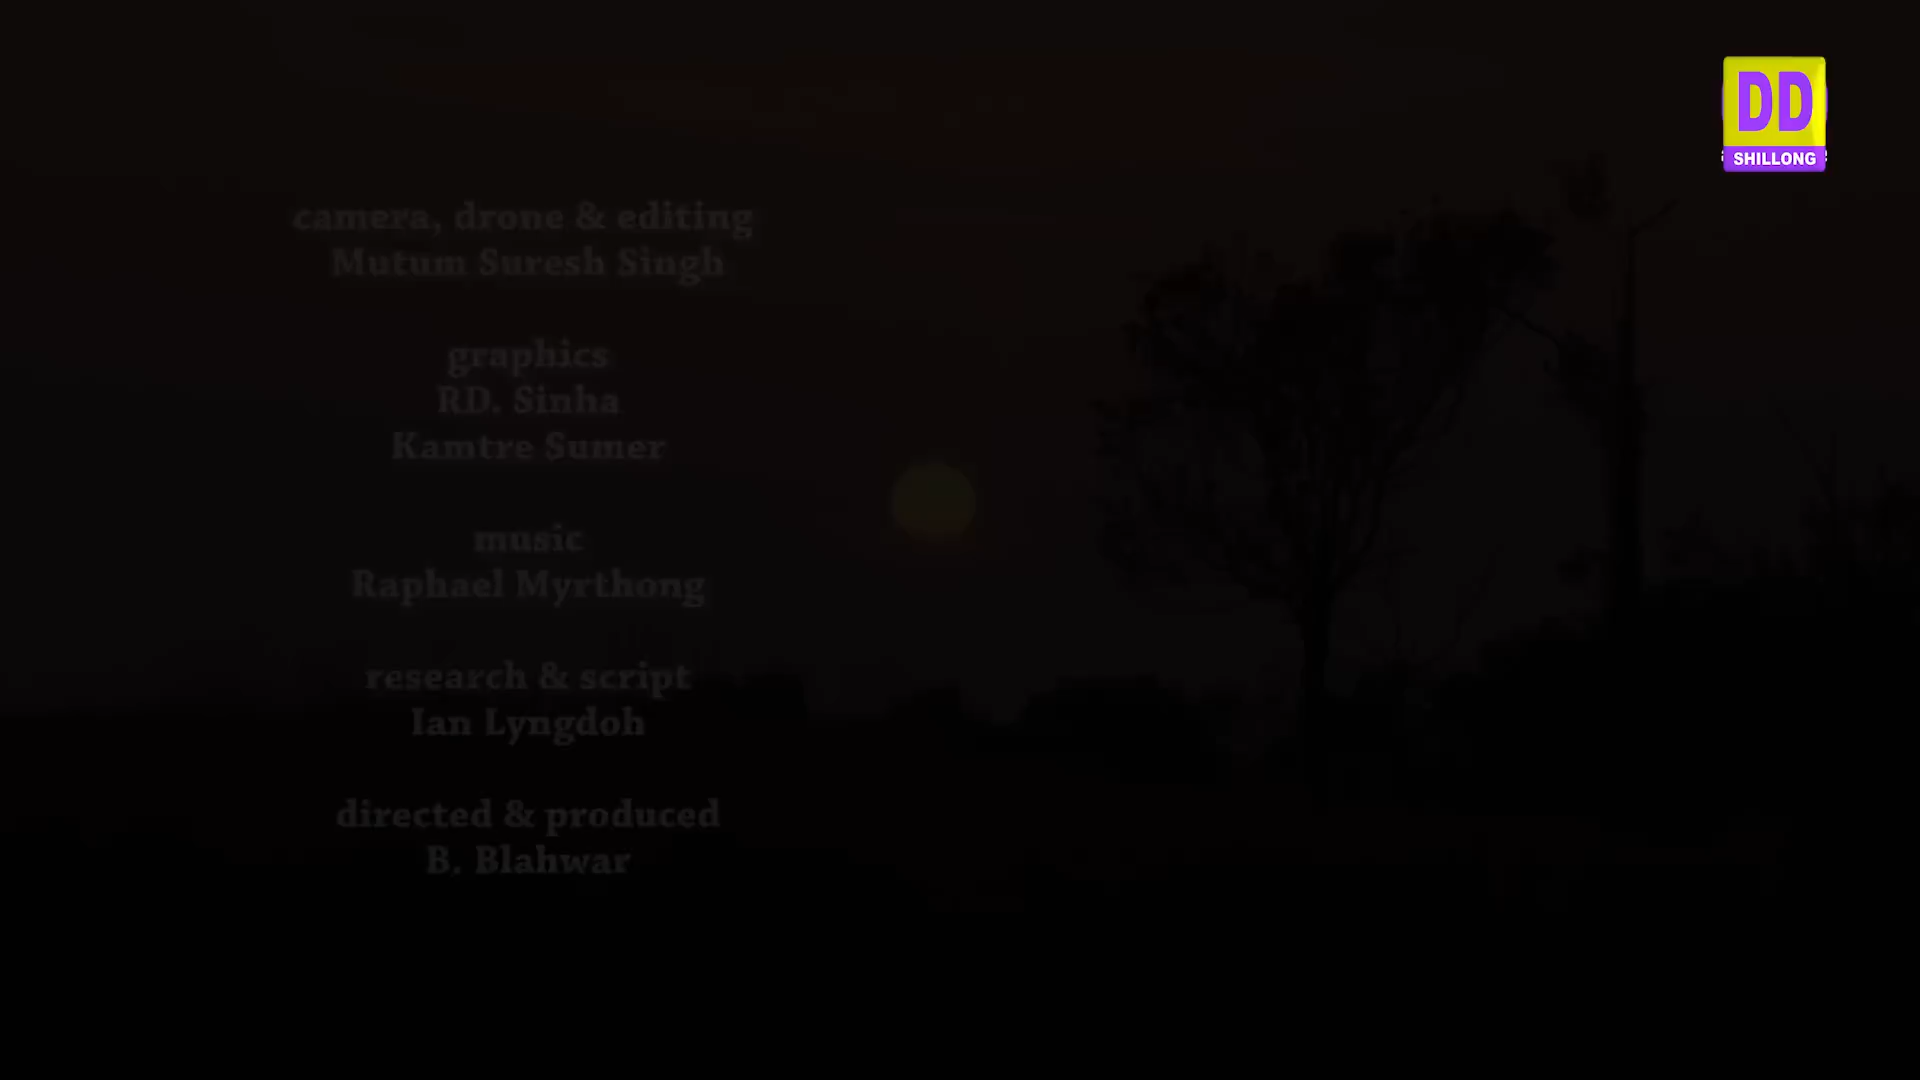 DD
SHILLONG
camera, drone & editing
Mutum Suresh Singh
graphics
RD. Sinha
Kamtre Sumer
music
Raphael Myrthong
research & script
Ian Lyngdoh
directed & produced
B. Blahwar